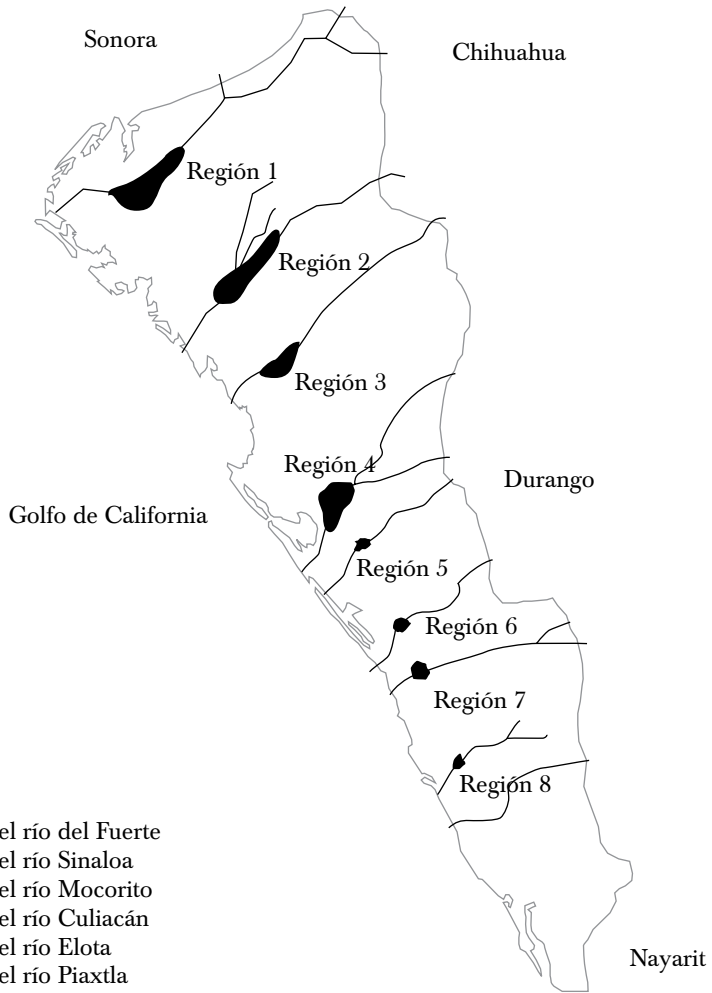 Sonora
Chihuahua
Región 1
Región 2
Región 3
Región 4
Durango
Golfo de California
Región 5
Región 6
Región 7
Región 8
el río del Fuerte
el río Sinaloa
el río Mocorito
el río Culiacán
el río Elota
Nayarit
el río Piaxtla